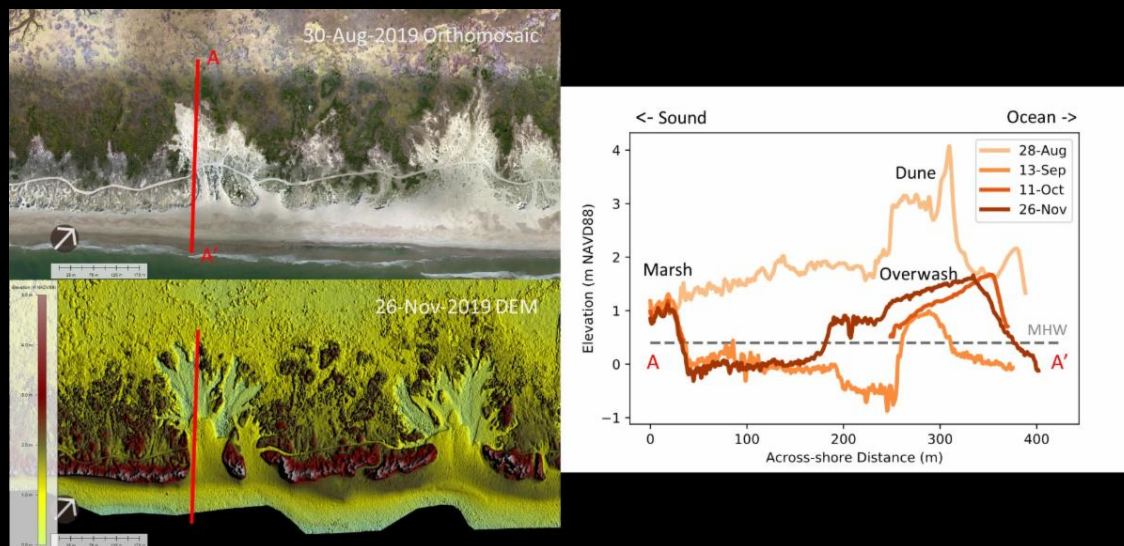 30-Aug-2019 Orthomosaic
A
A'
26-Nov-2019 DEM
<- Sound
Ocean ->
28-Aug
13-Sep
11-Oct
26-Nov
Dune
Marsh
Overwash
MHW
A
A'
4
3
2
1
0
−1
Elevation (m NAVD88)
0
100
200
300
400
Across-shore Distance (m)